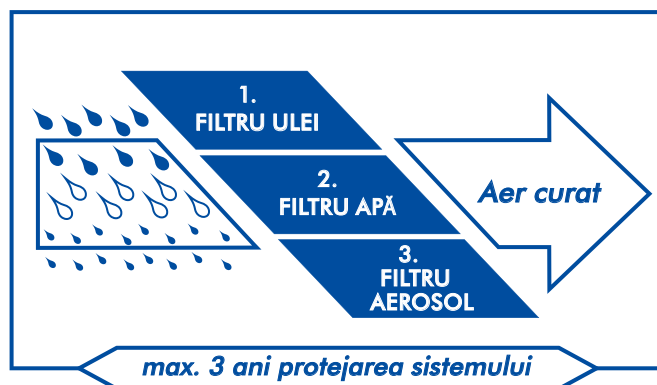 1.
FILTRU ULEI
2.
FILTRU APĂ
3.
FILTRU
AEROSOL
Aer curat
max. 3 ani protejarea sistemului